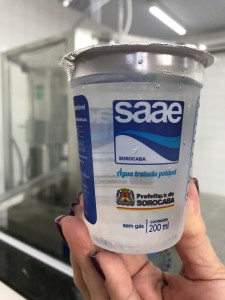 saae
SOROCABA
Água tratada potável
Prefeitura de
SOROCABA
sem gás
conteúdo
200 ml